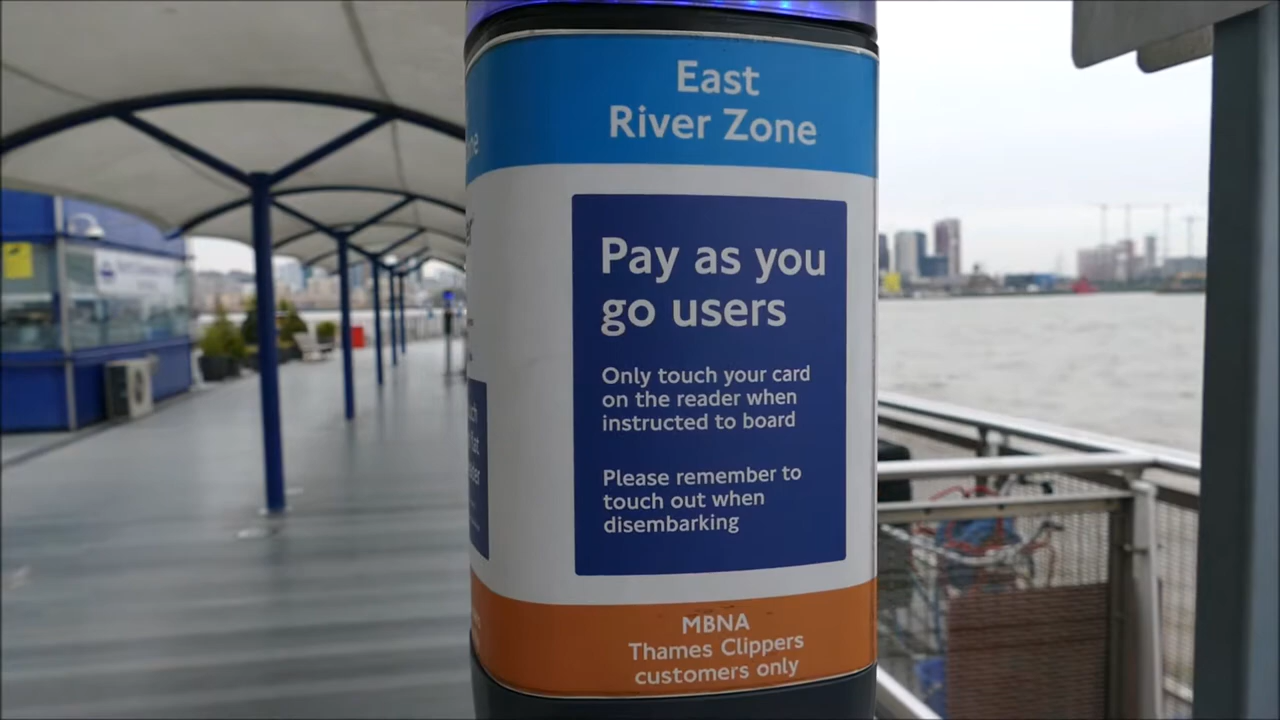 East
River Zone
Pay as you
go users
Only touch your card
on the reader when
instructed to board
Please remember to
touch out when
disembarking
MBNA
Thames Clippers
customers only